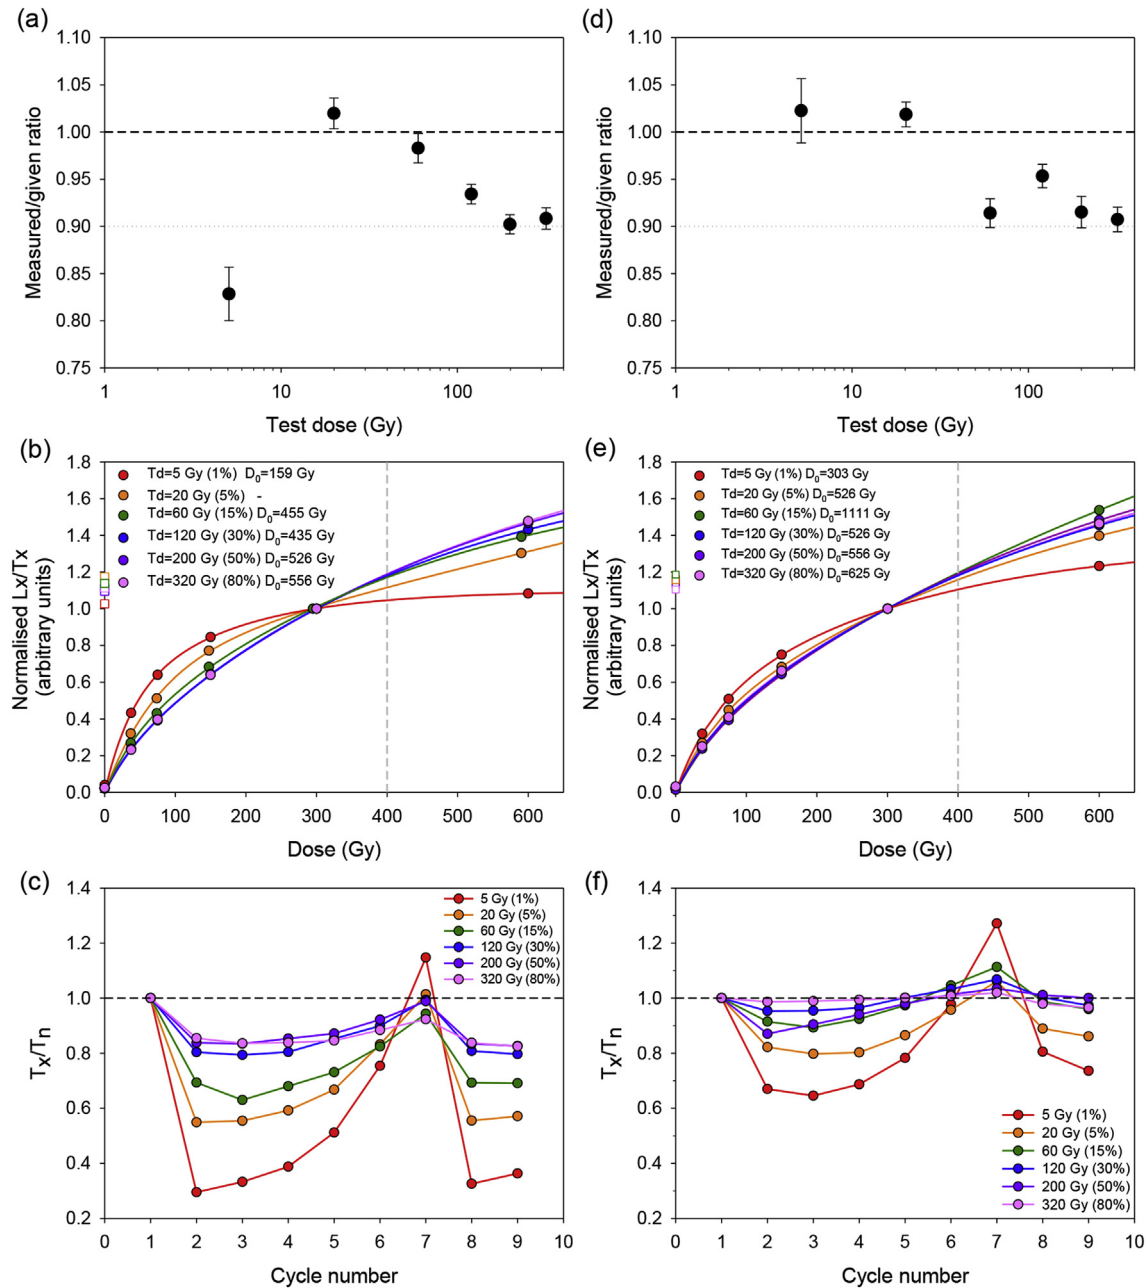 (a)
Measured/given ratio
1.10
1.05
1.00
0.95
0.90
0.85
0.80
0.75
1 10 100
Test dose (Gy)
(d)
Measured/given ratio
1.10
1.05
1.00
0.95
0.90
0.85
0.80
0.75
1 10 100
Test dose (Gy)
(b)
Normalised Lx/Tx
(arbitrary units)
1.8
1.6
1.4
1.2
1.0
0.8
0.6
0.4
0.2
0.0
Td=5 Gy (1%) D0=159 Gy
Td=20 Gy (5%) -
Td=60 Gy (15%) D0=455 Gy
Td=120 Gy (30%) D0=435 Gy
Td=200 Gy (50%) D0=526 Gy
Td=320 Gy (80%) D0=556 Gy
0 100 200 300 400 500 600
Dose (Gy)
(e)
Normalised Lx/Tx
(arbitrary units)
1.8
1.6
1.4
1.2
1.0
0.8
0.6
0.4
0.2
0.0
Td=5 Gy (1%) D0=303 Gy
Td=20 Gy (5%) D0=526 Gy
Td=60 Gy (15%) D0=1111 Gy
Td=120 Gy (30%) D0=526 Gy
Td=200 Gy (50%) D0=556 Gy
Td=320 Gy (80%) D0=625 Gy
0 100 200 300 400 500 600
Dose (Gy)
(c)
Tx/Tn
1.4
1.2
1.0
0.8
0.6
0.4
0.2
5 Gy (1%)
20 Gy (5%)
60 Gy (15%)
120 Gy (30%)
200 Gy (50%)
320 Gy (80%)
0 1 2 3 4 5 6 7 8 9 10
Cycle number
(f)
Tx/Tn
1.4
1.2
1.0
0.8
0.6
0.4
0.2
5 Gy (1%)
20 Gy (5%)
60 Gy (15%)
120 Gy (30%)
200 Gy (50%)
320 Gy (80%)
0 1 2 3 4 5 6 7 8 9 10
Cycle number